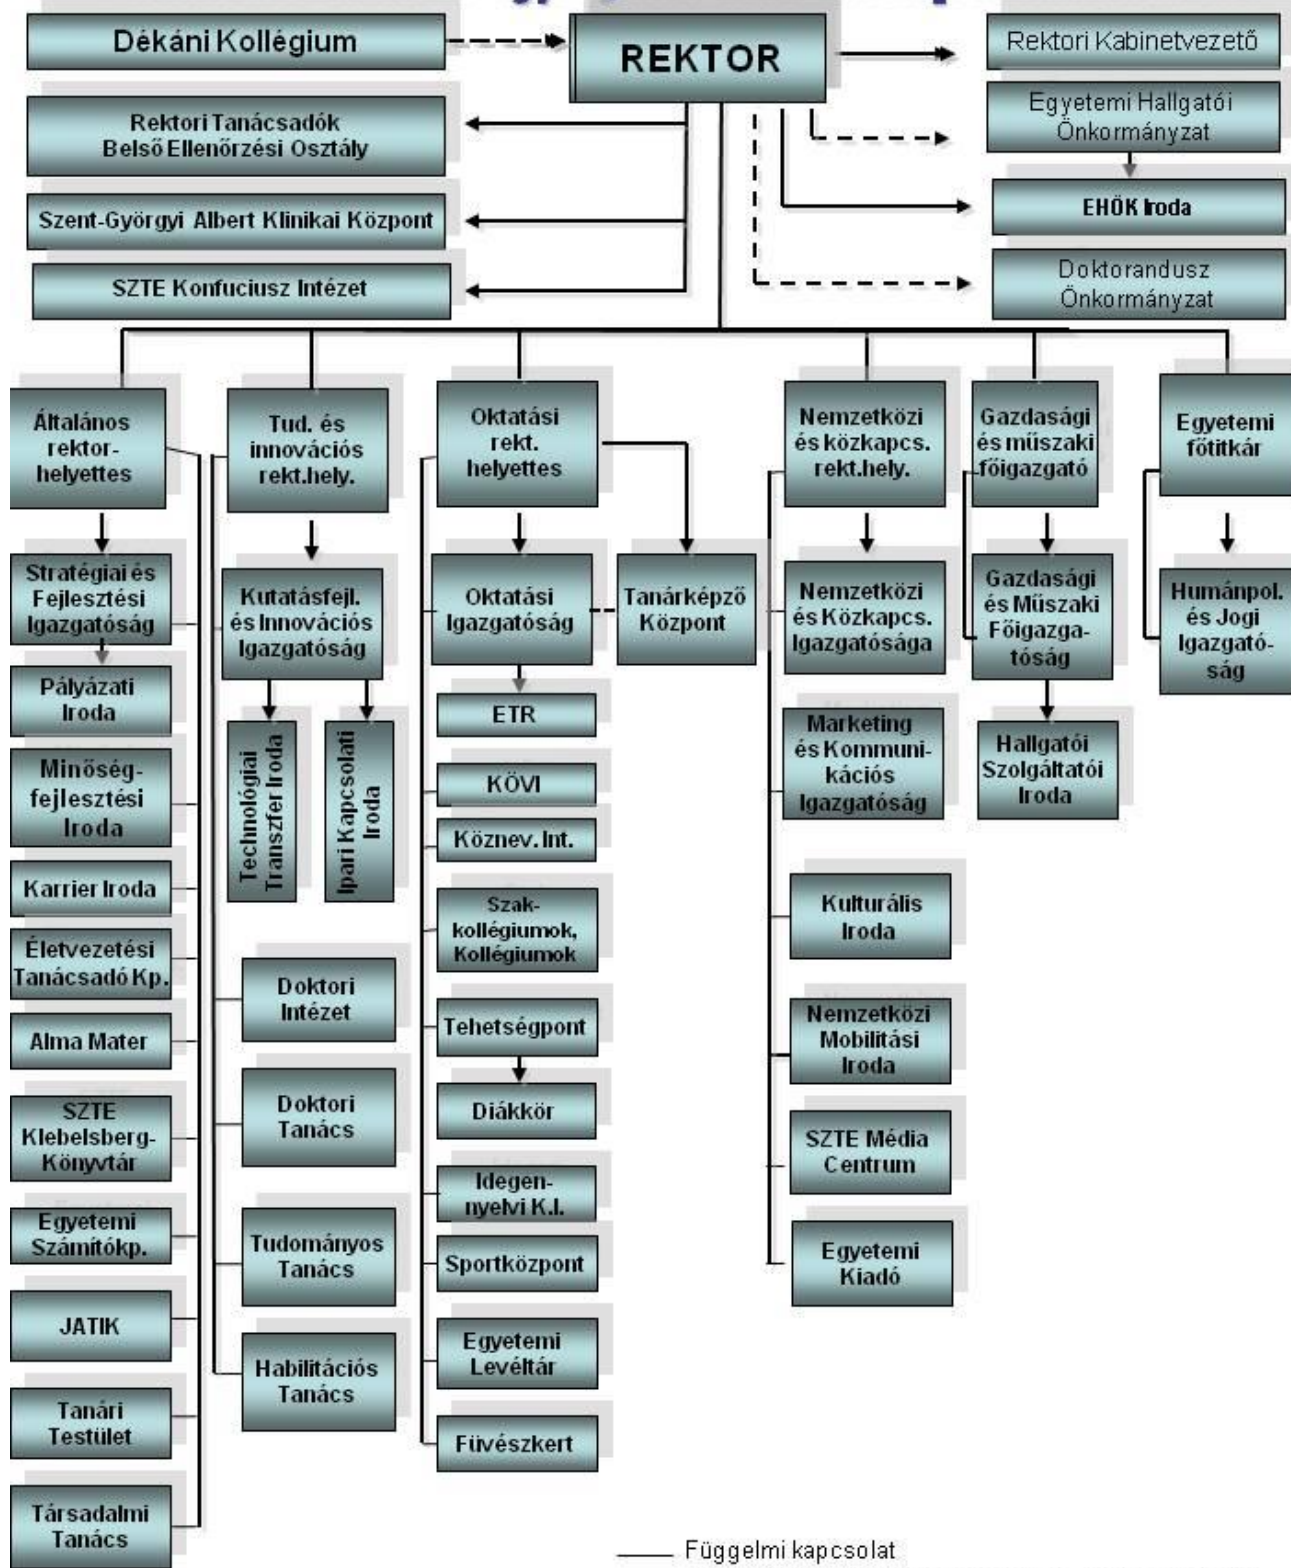 Dékáni Kollégium
REKTOR
Rektori Kabinetvezető
Rektori Tanácsadók
Belső Ellenőrzési Osztály
Egyetemi Hallgatói
Önkormányzat
Szent-Györgyi Albert Klinikai Központ
EHÖK Iroda
SZTE Konfuciusz Intézet
Doktorandusz
Önkormányzat
Általános
rektor-
helyettes
Tud. és
innovációs
rekt.hely.
Oktatási
rekt.
helyettes
Nemzetközi
és közkapcs.
rekt.hely.
Gazdasági
és műszaki
főigazgató
Egyetemi
főtitkár
Stratégiai és
Fejlesztési
Igazgatóság
Kutatásfejl.
és Innovációs
Igazgatóság
Oktatási
Igazgatóság
Tanárképző
Központ
Nemzetközi
és Közkapcs.
Igazgatósága
Gazdasági
és Műszaki
Főigazga-
tóság
Humánpol.
és Jogi
Igazgató-
ság
Pályázati
Iroda
Minőség-
fejlesztési
Iroda
Karrier Iroda
Életvezetési
Tanácsadó Kp.
Alma Mater
SZTE
Klebelsberg-
Könyvtár
Egyetemi
Számítókp.
JATIK
Tanári
Testület
Társadalmi
Tanács
Technológiai
Transzfer Iroda
Ipari Kapcsolati
Iroda
Doktori
Intézet
Doktori
Tanács
Tudományos
Tanács
Habilitációs
Tanács
ETR
KÖVI
Köznev. Int.
Szak-
kollégiumok,
Kollégiumok
Tehetségpont
Diákkör
Idegen-
nyelvi K.I.
Sportközpont
Egyetemi
Levéltár
Füvészkert
Marketing
és Kommuni-
kációs
Igazgatóság
Kulturális
Iroda
Nemzetközi
Mobilitási
Iroda
SZTE Média
Centrum
Egyetemi
Kiadó
Hallgatói
Szolgáltatói
Iroda
Függelmi kapcsolat